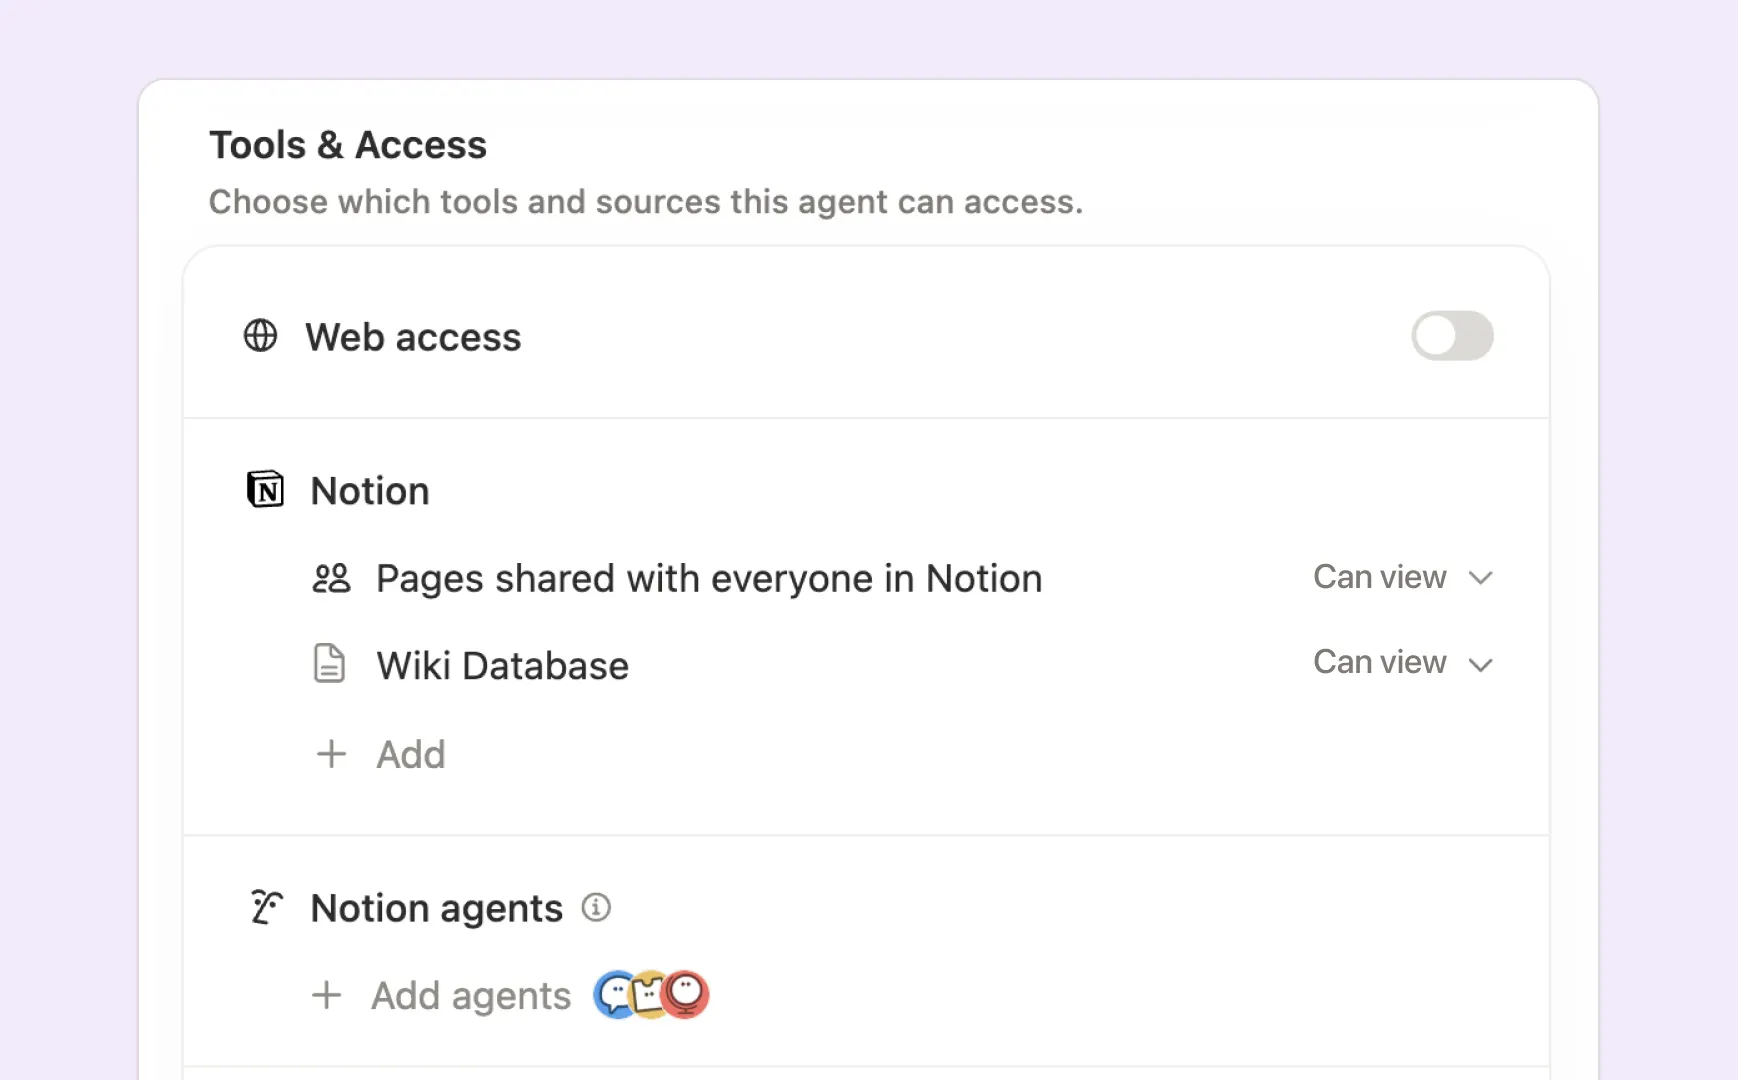 Tools & Access
Choose which tools and sources this agent can access.
Web access
Notion
Pages shared with everyone in Notion
Can view
Wiki Database
Can view
Add
Notion agents
Add agents